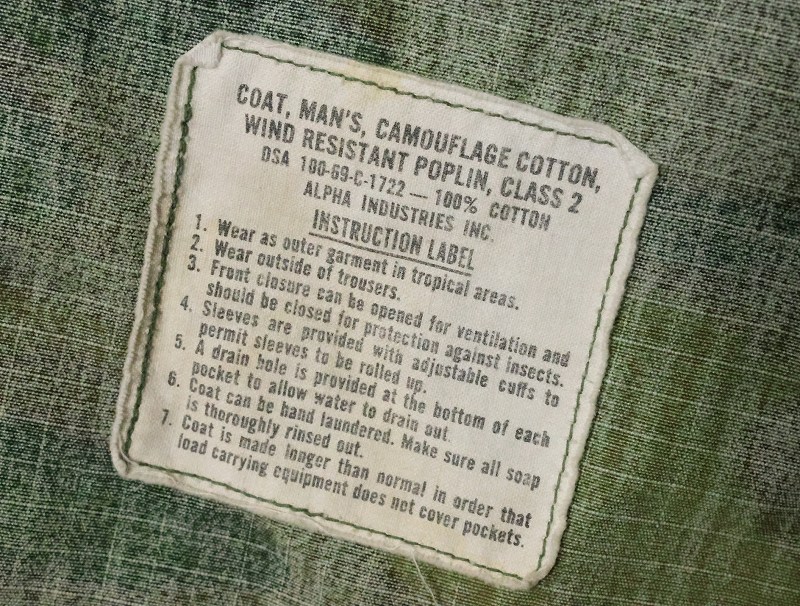 COAT, MAN'S, CAMOUFLAGE COTTON,
WIND RESISTANT POPLIN, CLASS 2
DSA 100-69-C-1722 — 100% COTTON
ALPHA INDUSTRIES INC.
INSTRUCTION LABEL
1. Wear as outer garment in tropical areas.
2. Wear outside of trousers.
3. Front closure can be opened for ventilation and
should be closed for protection against insects.
4. Sleeves are provided with adjustable cuffs to
permit sleeves to be rolled up.
5. A drain hole is provided at the bottom of each
pocket to allow water to drain out.
6. Coat can be hand laundered. Make sure all soap
is thoroughly rinsed out.
7. Coat is made longer than normal in order that
load carrying equipment does not cover pockets.